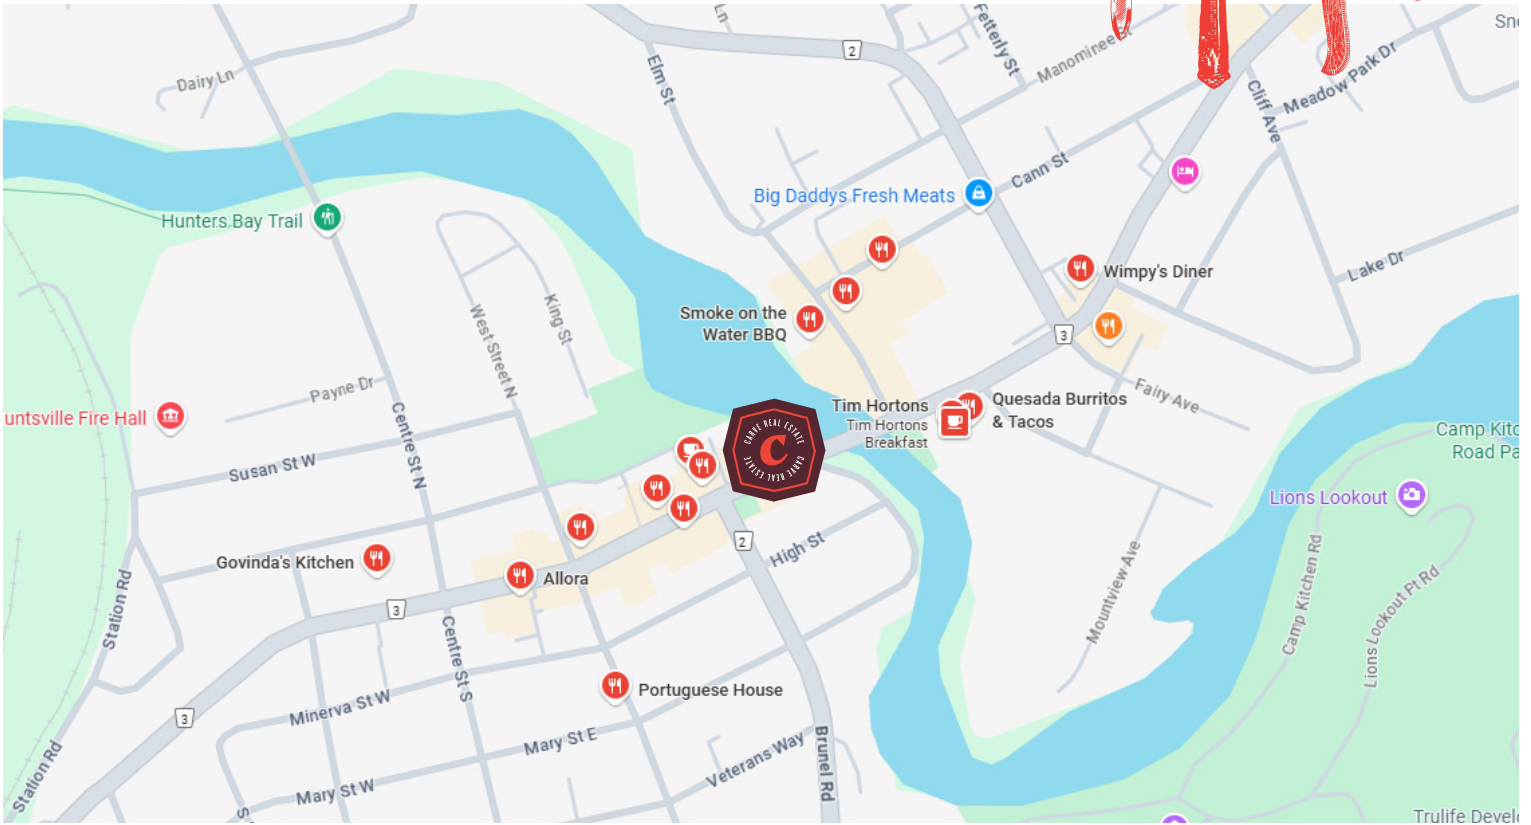 Sno
2
Ln
Fetterly St
Manominee St
Elm St
Dairy Ln
Meadow Park Dr
Cliff Ave
Cann St
Big Daddys Fresh Meats
Hunters Bay Trail
Lake Dr
Wimpy's Diner
West Street N
King St
Smoke on the
Water BBQ
3
Payne Dr
Fairy Ave
Quesada Burritos
& Tacos
Tim Hortons
Tim Hortons
Breakfast
untsville Fire Hall
Centre St N
CARVE REAL ESTATE
C
CARVE REAL ESTATE
Camp Kitc
Road Pa
Susan St W
Lions Lookout
2
High St
Govinda's Kitchen
Allora
3
Station Rd
Mountview Ave
Camp Kitchen Rd
Lions Lookout Pt Rd
Centre St S
Portuguese House
Minerva St W
3
Mary St E
Veterans Way
Brunel Rd
Station Rd
Mary St W
S
Trulife Develo